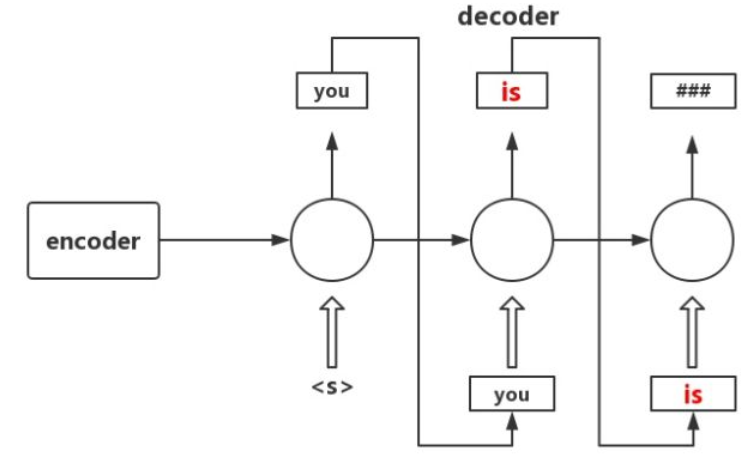 decoder
you
is
###
encoder
<s>
you
is